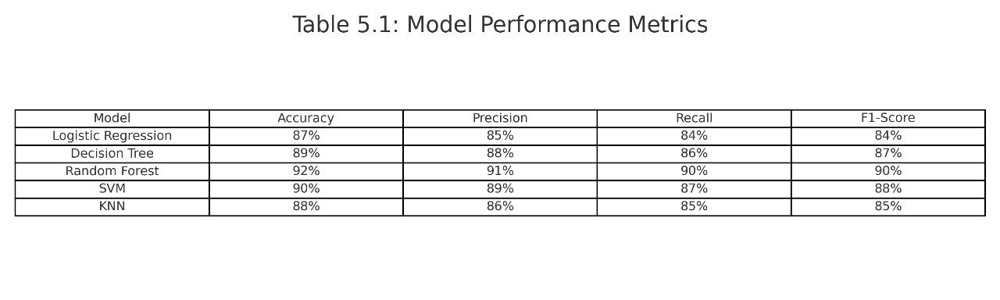 Table 5.1: Model Performance Metrics
Model Accuracy Precision Recall F1-Score
Logistic Regression 87% 85% 84% 84%
Decision Tree 89% 88% 86% 87%
Random Forest 92% 91% 90% 90%
SVM 90% 89% 87% 88%
KNN 88% 86% 85% 85%